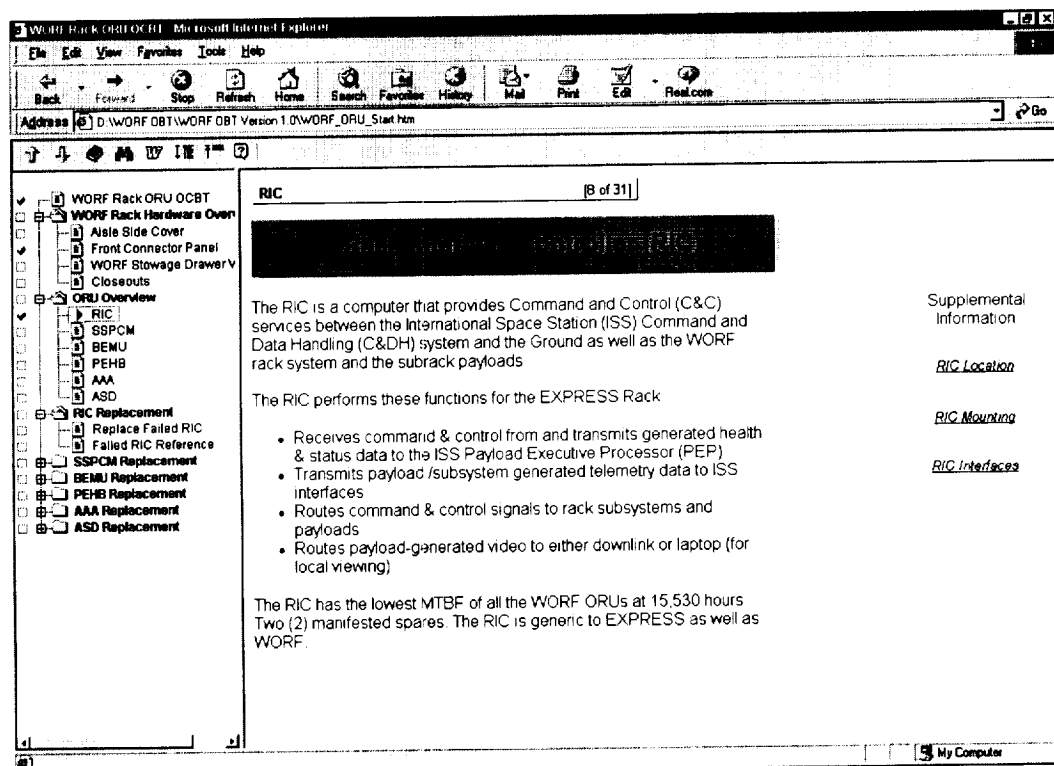 WORF Rack ORU OCBT - Microsoft Internet Explorer
File Edit View Favorites Tools Help
Back Forward Stop Refresh Home Search Favorites History Mail Print Edit Real.com
Address D:\WORF OBT\WORF OBT Version 1.0\WORF_ORU_Start.htm Go
WORF Rack ORU OCBT
WORF Rack Hardware Over
Aisle Side Cover
Front Connector Panel
WORF Stowage Drawer V
Closeouts
ORU Overview
RIC
SSPCM
BEMU
PEHB
AAA
ASD
RIC Replacement
Replace Failed RIC
Failed RIC Reference
SSPCM Replacement
BEMU Replacement
PEHB Replacement
AAA Replacement
ASD Replacement
RIC [8 of 31]
(RIC)
The RIC is a computer that provides Command and Control (C&C)
services between the International Space Station (ISS) Command and
Data Handling (C&DH) system and the Ground as well as the WORF
rack system and the subrack payloads
The RIC performs these functions for the EXPRESS Rack
• Receives command & control from and transmits generated health
& status data to the ISS Payload Executive Processor (PEP)
• Transmits payload /subsystem generated telemetry data to ISS
interfaces
• Routes command & control signals to rack subsystems and
payloads
• Routes payload-generated video to either downlink or laptop (for
local viewing)
The RIC has the lowest MTBF of all the WORF ORUs at 15,530 hours
Two (2) manifested spares. The RIC is generic to EXPRESS as well as
WORF.
Supplemental
Information
RIC Location
RIC Mounting
RIC Interfaces
My Computer